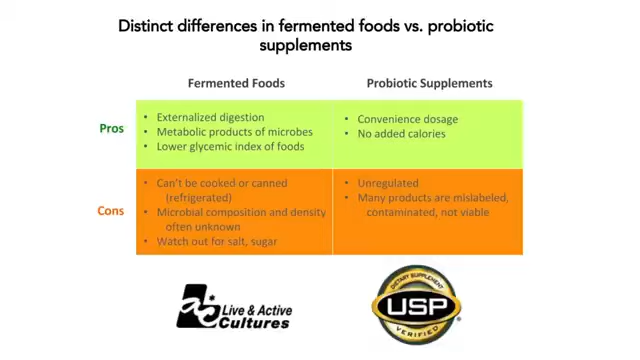 Distinct differences in fermented foods vs. probiotic
supplements
Fermented Foods
Probiotic Supplements
Pros
• Externalized digestion
• Metabolic products of microbes
• Lower glycemic index of foods
• Convenience dosage
• No added calories
Cons
• Can't be cooked or canned
(refrigerated)
• Microbial composition and density
often unknown
• Watch out for salt, sugar
• Unregulated
• Many products are mislabeled,
contaminated, not viable
Live & Active
Cultures
DIETARY SUPPLEMENT
USP
VERIFIED